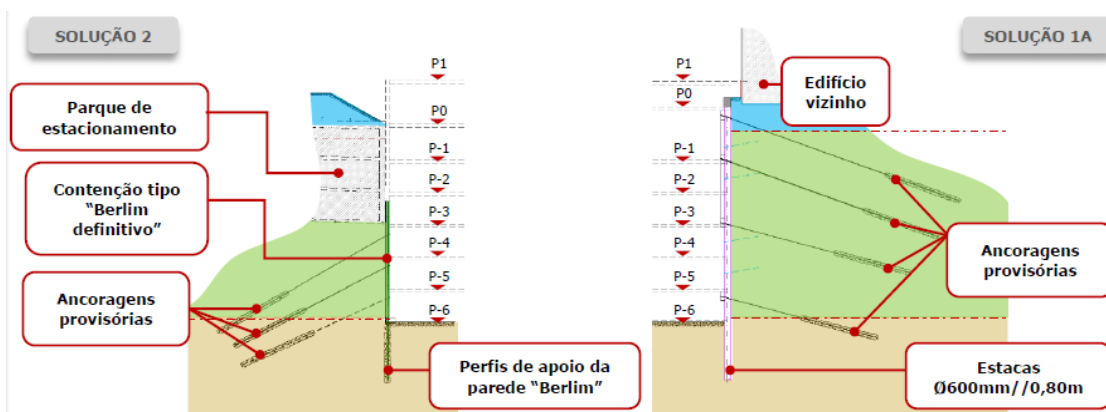 SOLUÇÃO 2
Parque de
estacionamento
Contenção tipo
“Berlim
definitivo”
Ancoragens
provisórias
P1
P0
P-1
P-2
P-3
P-4
P-5
P-6
Perfis de apoio da
parede “Berlim”
SOLUÇÃO 1A
P1
P0
P-1
P-2
P-3
P-4
P-5
P-6
Edifício
vizinho
Ancoragens
provisórias
Estacas
Ø600mm//0,80m